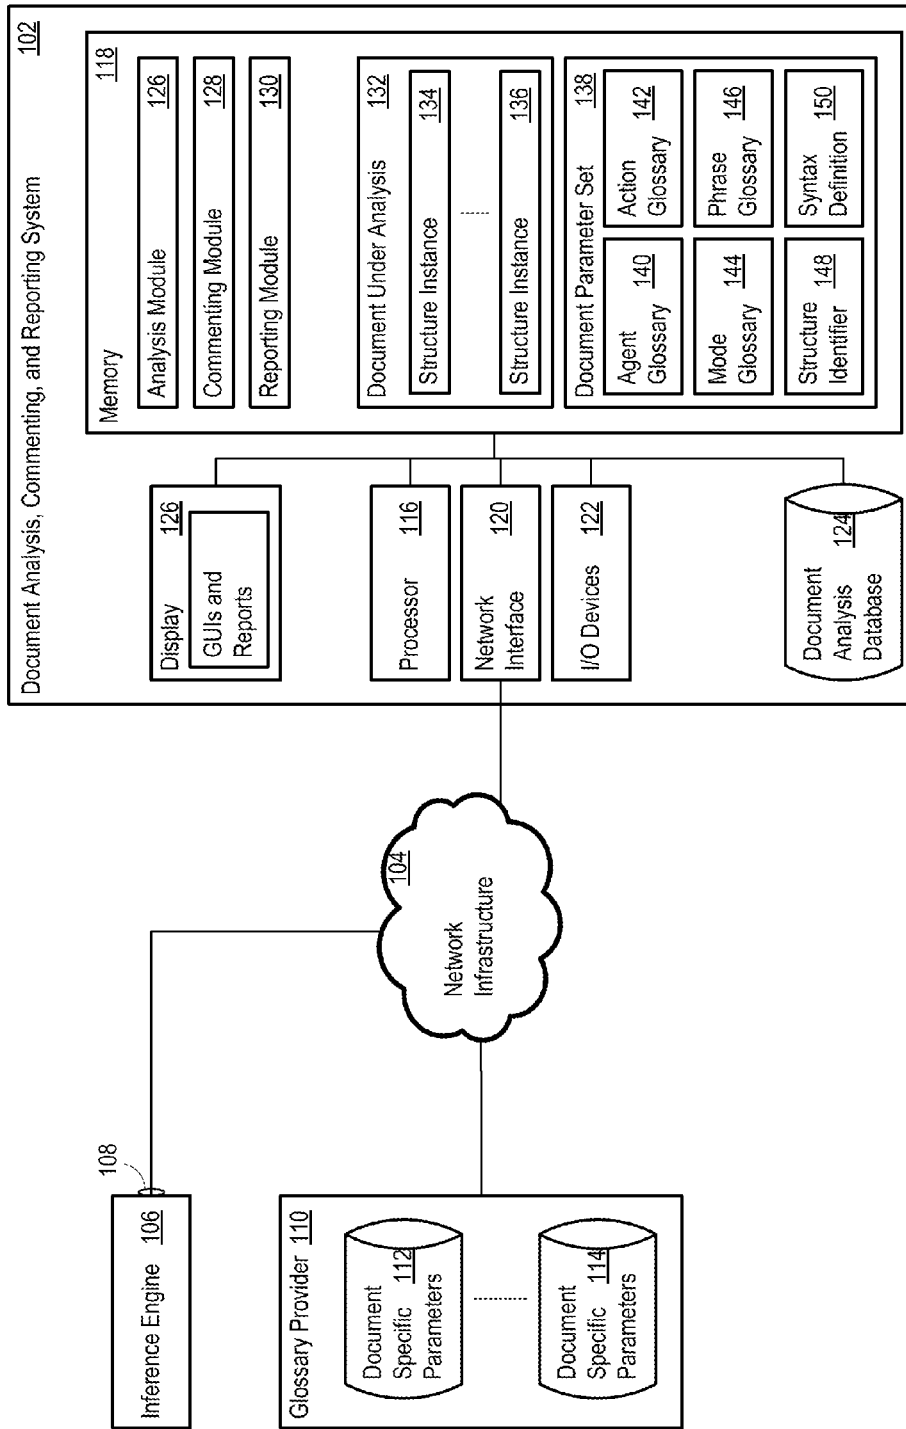 Document Analysis, Commenting, and Reporting System 102
Memory 118
Analysis Module 126
Commenting Module 128
Reporting Module 130
Document Under Analysis 132
Structure Instance 134
Structure Instance 136
Document Parameter Set 138
Agent
Glossary 140
Action
Glossary 142
Mode
Glossary 144
Phrase
Glossary 146
Structure
Identifier 148
Syntax
Definition 150
Display 126
GUIs and
Reports
Processor 116
Network
Interface 120
I/O Devices 122
Document
Analysis 124
Database
104
Network
Infrastructure
108
Inference Engine 106
Glossary Provider 110
Document
Specific 112
Parameters
Document
Specific 114
Parameters